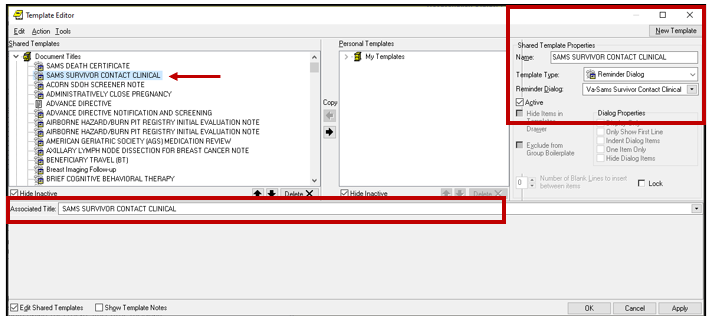 Template Editor
Edit Action Tools
New Template
Shared Templates
Document Titles
SAMS DEATH CERTIFICATE
SAMS SURVIVOR CONTACT CLINICAL
ACORN SDOH SCREENER NOTE
ADMINISTRATIVELY CLOSE PREGNANCY
ADVANCE DIRECTIVE
ADVANCE DIRECTIVE NOTIFICATION AND SCREENING
AIRBORNE HAZARD/BURN PIT REGISTRY INITIAL EVALUATION NOTE
AIRBORNE HAZARD/BURN PIT REGISTRY INITIAL EVALUATION NOTE
AMERICAN GERIATRIC SOCIETY (AGS) MEDICATION REVIEW
AXILLARY LYMPH NODE DISSECTION FOR BREAST CANCER NOTE
BENEFICIARY TRAVEL (BT)
Breast Imaging Follow-up
BRIEF COGNITIVE BEHAVIORAL THERAPY
Hide Inactive
Delete
Copy
Personal Templates
My Templates
Hide Inactive
Delete
Shared Template Properties
Name: SAMS SURVIVOR CONTACT CLINICAL
Template Type: Reminder Dialog
Reminder Dialog: Va-Sams Survivor Contact Clinical
Active
Hide Items in
Templates
Drawer
Exclude from
Group Boilerplate
Dialog Properties
Display Only
Only Show First Line
Indent Dialog Items
One Item Only
Hide Dialog Items
0 Number of Blank Lines to insert
between items
Lock
Associated Title: SAMS SURVIVOR CONTACT CLINICAL
Edit Shared Templates Show Template Notes
OK Cancel Apply